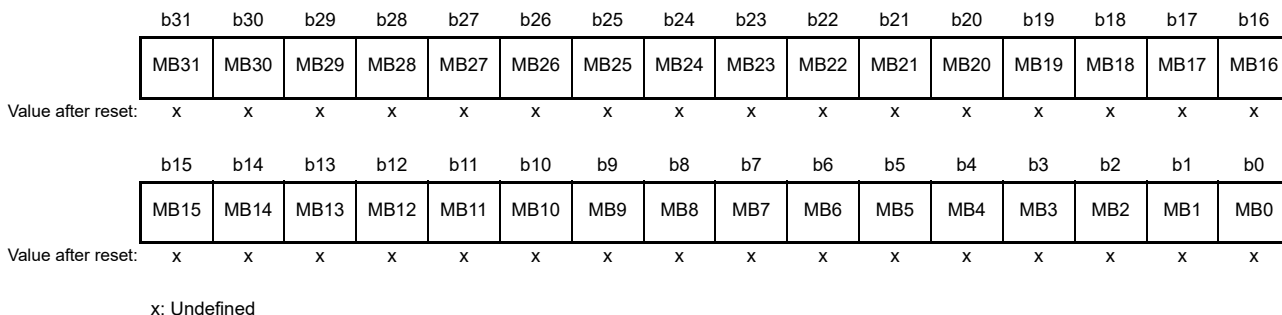 b31 b30 b29 b28 b27 b26 b25 b24 b23 b22 b21 b20 b19 b18 b17 b16
MB31 MB30 MB29 MB28 MB27 MB26 MB25 MB24 MB23 MB22 MB21 MB20 MB19 MB18 MB17 MB16
Value after reset: x x x x x x x x x x x x x x x x
b15 b14 b13 b12 b11 b10 b9 b8 b7 b6 b5 b4 b3 b2 b1 b0
MB15 MB14 MB13 MB12 MB11 MB10 MB9 MB8 MB7 MB6 MB5 MB4 MB3 MB2 MB1 MB0
Value after reset: x x x x x x x x x x x x x x x x
x: Undefined